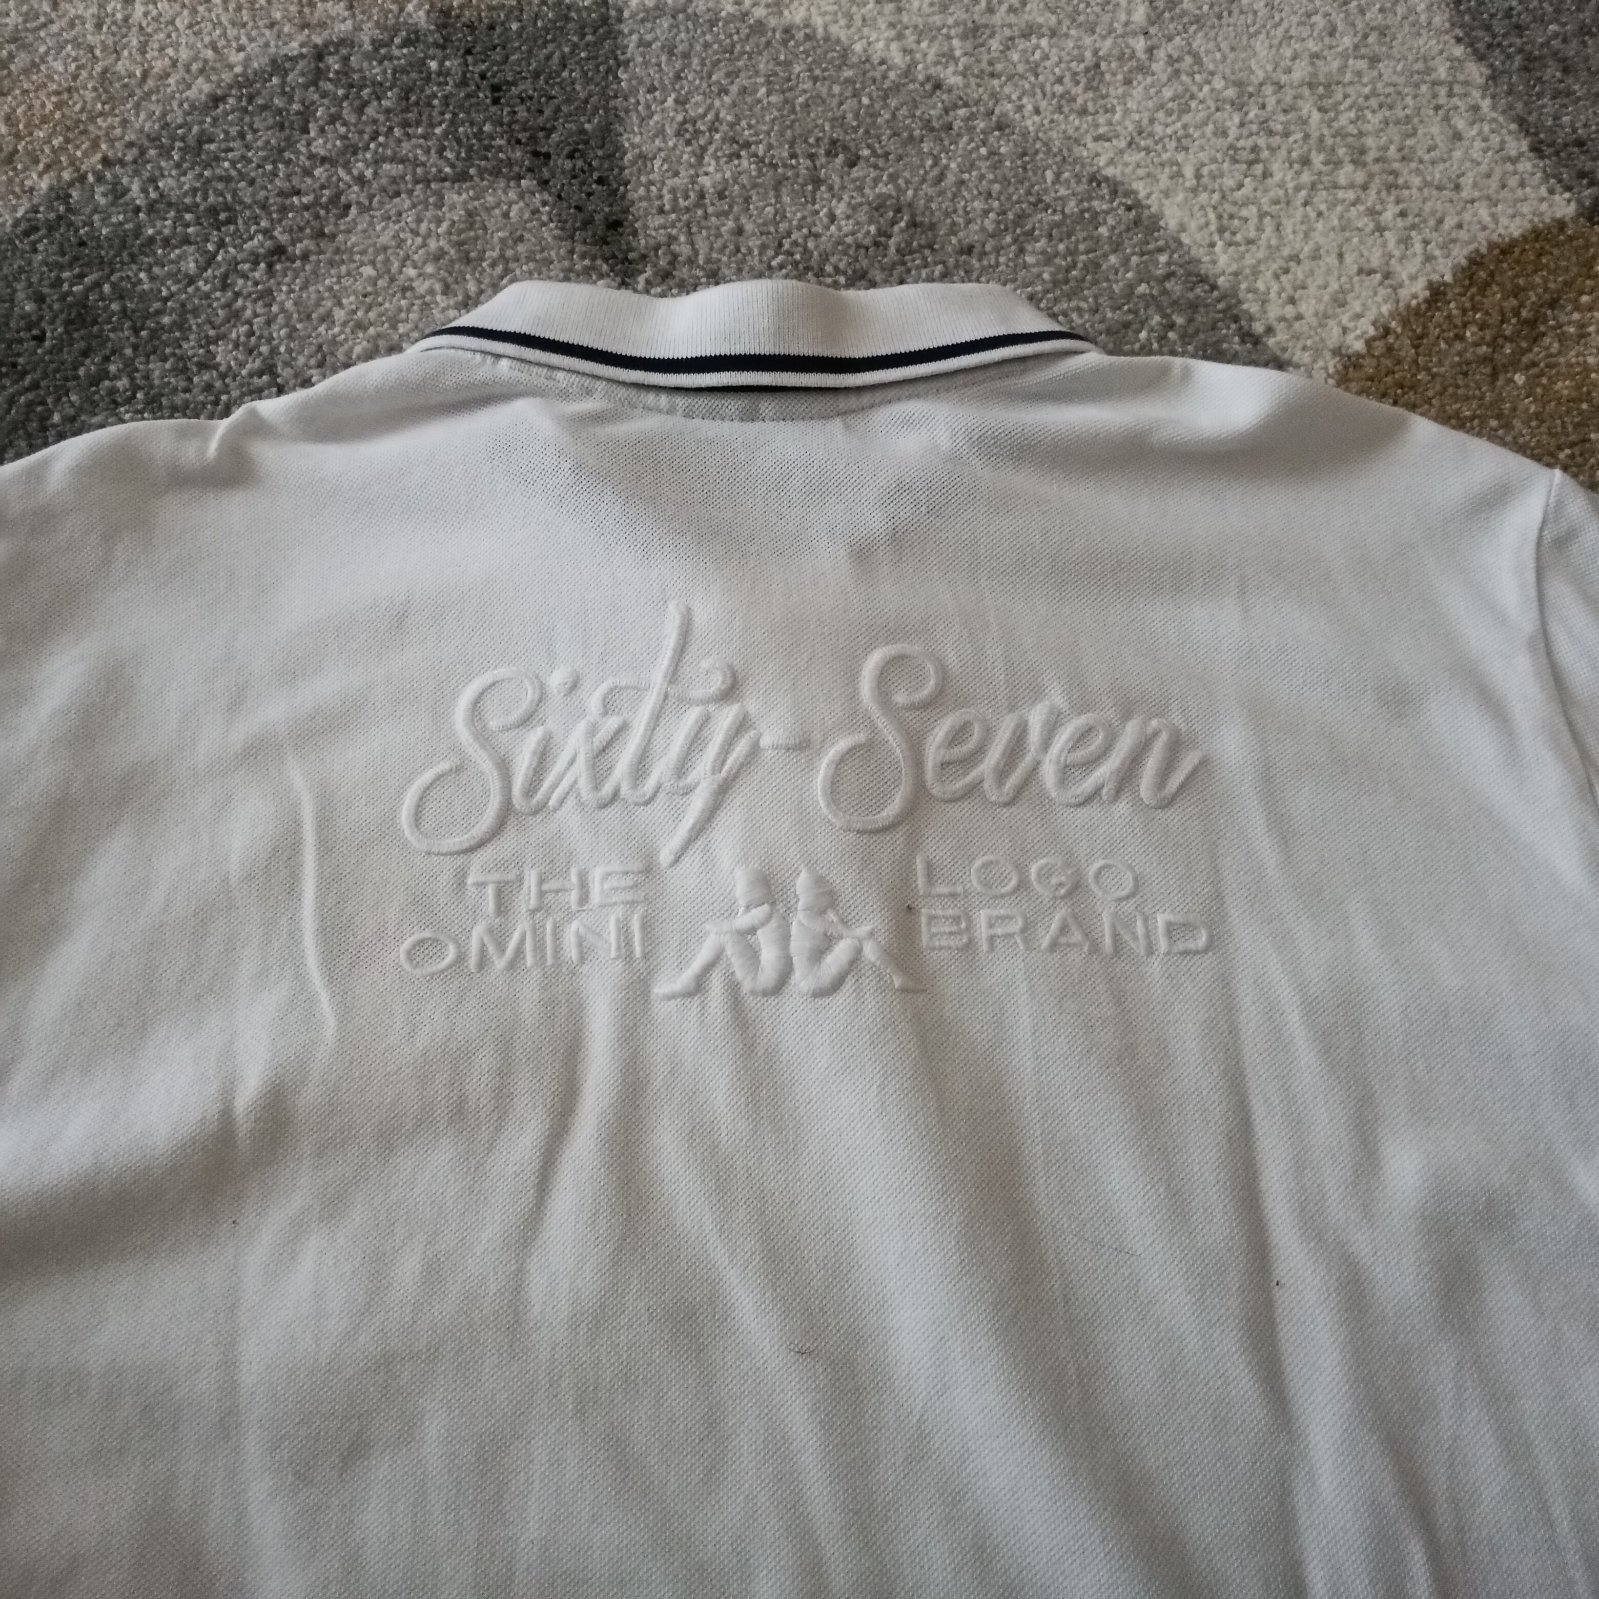 Sixty-Seven
THE LOGO
OMINI BRAND